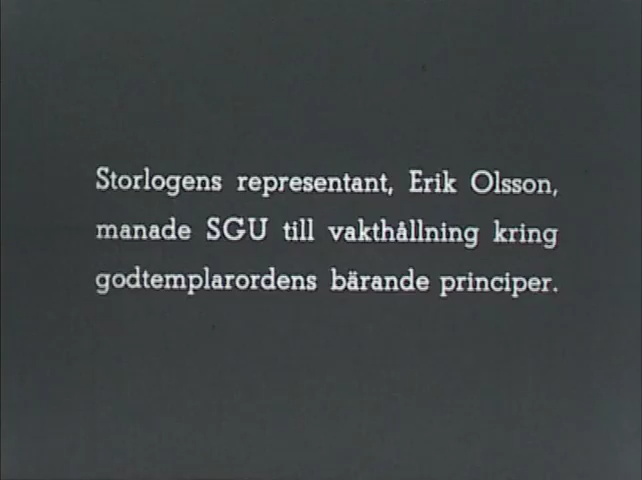 Storlogens representant, Erik Olsson,
manade SGU till vakthållning kring
godtemplarordens bärande principer.